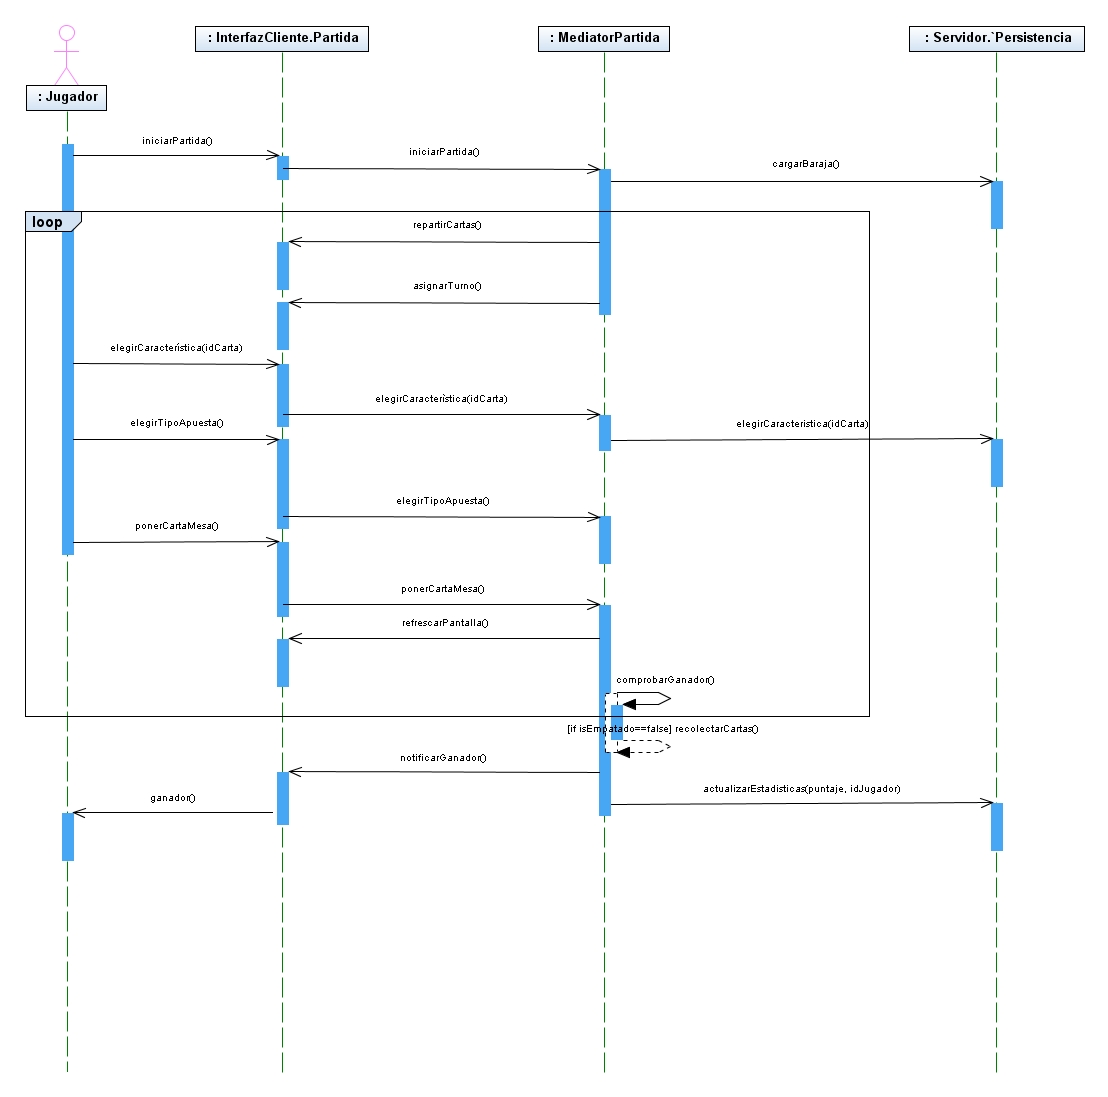 : InterfazCliente.Partida
: MediatorPartida
: Servidor.`Persistencia
: Jugador
iniciarPartida()
iniciarPartida()
cargarBaraja()
loop
repartirCartas()
asignarTurno()
elegirCaracterística(idCarta)
elegirCaracterística(idCarta)
elegirTipoApuesta()
elegirCaracteristica(idCarta)
elegirTipoApuesta()
ponerCartaMesa()
ponerCartaMesa()
refrescarPantalla()
comprobarGanador()
[if isEmpatado==false] recolectarCartas()
notificarGanador()
actualizarEstadisticas(puntaje, idJugador)
ganador()